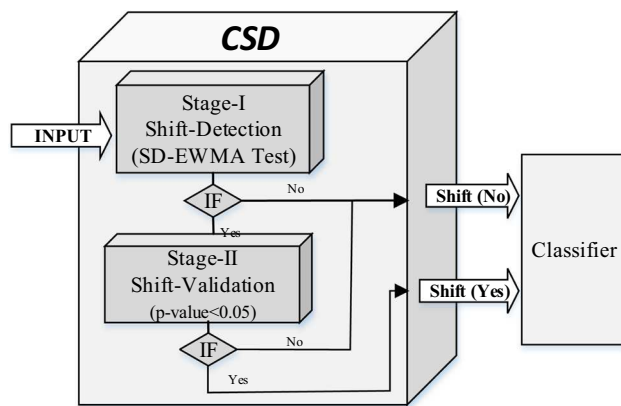 CSD
Stage-I
Shift-Detection
(SD-EWMA Test)
INPUT
IF
No
Yes
Shift (No)
Stage-II
Shift-Validation
(p-value<0.05)
Classifier
Shift (Yes)
IF
No
Yes